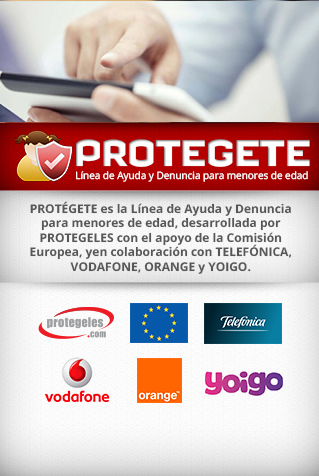 PROTEGETE
Línea de Ayuda y Denuncia para menores de edad
PROTÉGETE es la Línea de Ayuda y Denuncia
para menores de edad, desarrollada por
PROTEGELES con el apoyo de la Comisión
Europea, yen colaboración con TELEFÓNICA,
VODAFONE, ORANGE y YOIGO.
protegeles
.com
Telefónica
vodafone
orange™
yoigo